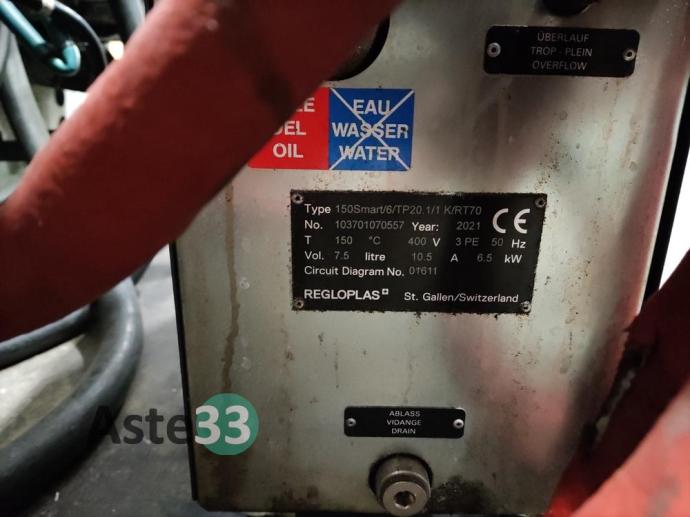 ÜBERLAUF
TROP - PLEIN
OVERFLOW
EAU
WASSER
WATER
OIL
Type 150Smart/6/TP20.1/1 K/RT70
No. 103701070557 Year: 2021 CE
T 150 °C 400 V 3 PE 50 Hz
Vol. 7.5 litre 10.5 A 6.5 kW
Circuit Diagram No. 01611
REGLOPLAS St. Gallen/Switzerland
ABLASS
VIDANGE
DRAIN
Aste33